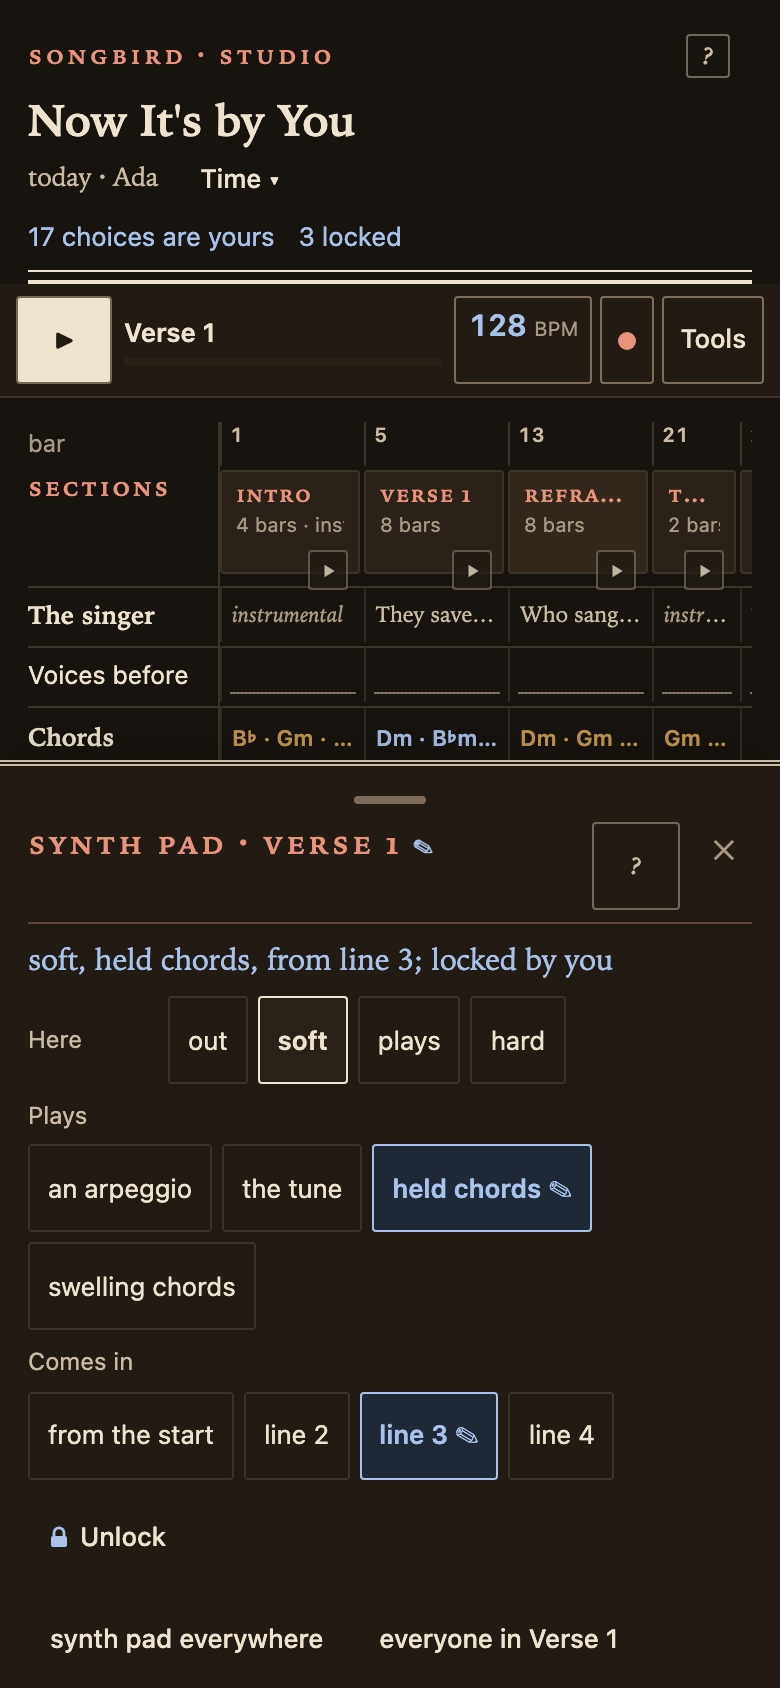 SONGBIRD · STUDIO
?
Now It's by You
today · Ada Time ▾
17 choices are yours 3 locked
Verse 1
128 BPM
Tools
bar 1 5 13 21
SECTIONS
INTRO VERSE 1 REFRA... T...
4 bars · inst 8 bars 8 bars 2 bars
The singer instrumental They save... Who sang... instr...
Voices before
Chords B♭ · Gm · ... Dm · B♭m... Dm · Gm ... Gm ...
SYNTH PAD · VERSE 1 ✎
?
×
soft, held chords, from line 3; locked by you
Here out soft plays hard
Plays
an arpeggio the tune held chords ✎
swelling chords
Comes in
from the start line 2 line 3 ✎ line 4
Unlock
synth pad everywhere everyone in Verse 1